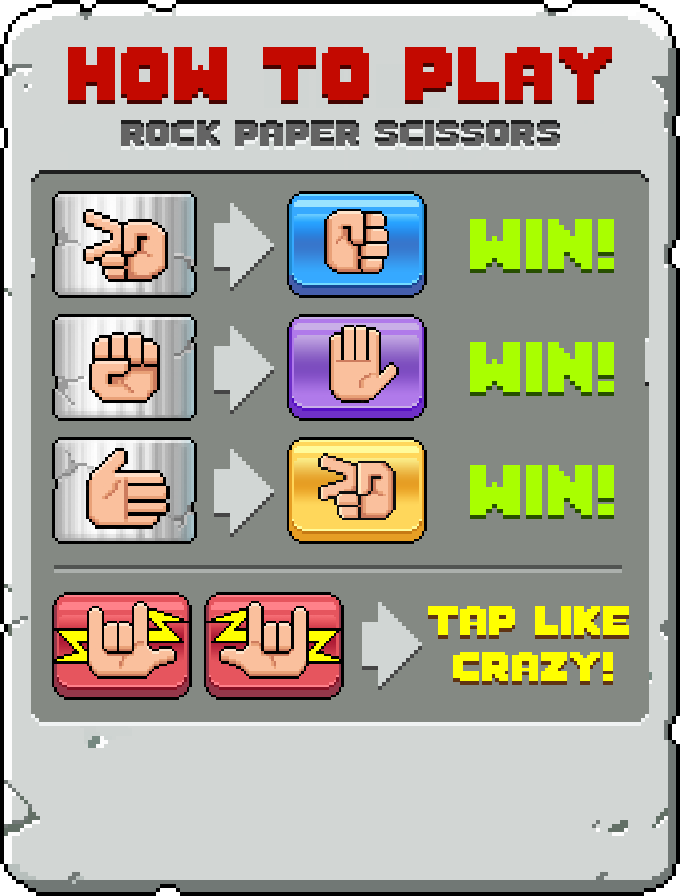 HOW TO PLAY
ROCK PAPER SCISSORS
WIN!
WIN!
WIN!
TAP LIKE
CRAZY!